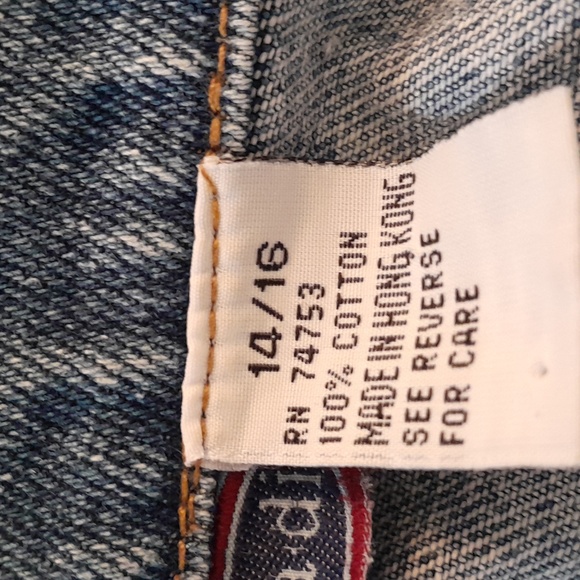 14/16
RN 74753
100% COTTON
MADE IN HONG KONG
SEE REVERSE
FOR CARE